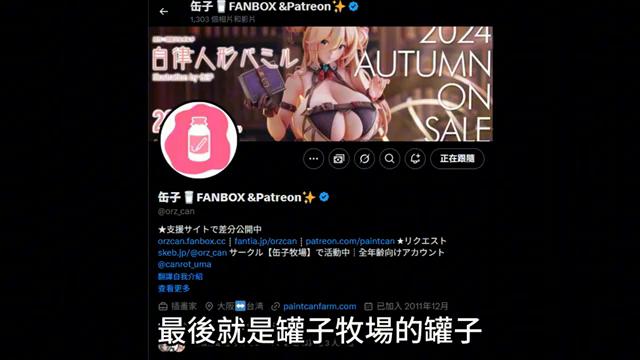 缶子🥛FANBOX &Patreon✨
1,303 個相片和影片
自律人形バミル
2024
AUTUMN
ON
SALE
正在跟隨
缶子🥛FANBOX &Patreon✨
@orz_can
★支援サイトで差分公開中
orzcan.fanbox.cc┆fantia.jp/orzcan┆patreon.com/paintcan ★リクエスト
skeb.jp/@orz_can サークル【缶子牧場】で活動中┆全年齢向けアカウント
@canrot_uma
翻譯自我介紹
查看更多
插畫家 大阪↔️台湾 paintcanfarm.com 已加入 2011年12月
最後就是罐子牧場的罐子